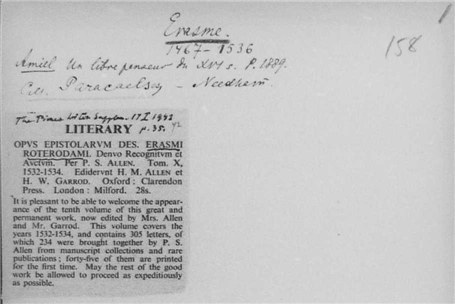 Erasme.
1467-1536
158
Amiel Un libre penseur du XVI s. P. 1889.
Paracelsus - Needham.
The Times Lit Supplem. 17 I 1942
p. 35.
LITERARY
OPVS EPISTOLARVM DES. ERASMI
ROTERODAMI. Denvo Recognitvm et
Avctvm. Per P. S. ALLEN. Tom. X,
1532-1534. Ediderunt H. M. ALLEN et
H. W. GARROD. Oxford : Clarendon
Press. London : Milford. 28s.
It is pleasant to be able to welcome the appear-
ance of the tenth volume of this great and
permanent work, now edited by Mrs. Allen
and Mr. Garrod. This volume covers the
years 1532-1534, and contains 305 letters, of
which 234 were brought together by P. S.
Allen from manuscript collections and rare
publications ; forty-five of them are printed
for the first time. May the rest of the good
work be allowed to proceed as expeditiously
as possible.